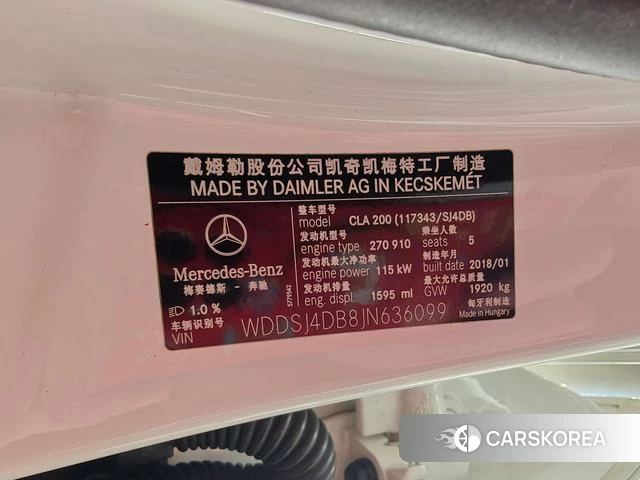 戴姆勒股份公司凯奇凯梅特工厂制造
MADE BY DAIMLER AG IN KECSKEMÉT
整车型号 乘坐人数
model CLA 200 (117343/SJ4DB) seats 5
发动机型号 制造年月
engine type 270 910 built date 2018/01
发动机最大净功率 最大允许总质量
engine power 115 kW GVW 1920 kg
发动机排量 匈牙利制造
eng. displ. 1595 ml Made in Hungary
Mercedes-Benz
梅赛德斯－奔驰
1.0 %
车辆识别号
VIN WDDSJ4DB8JN636099
CARSKOREA